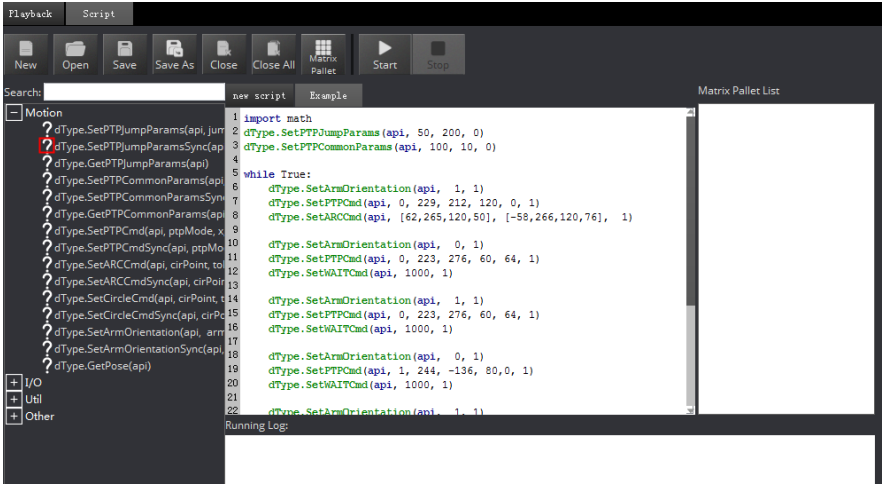 Playback Script
New Open Save Save As Close Close All Matrix Pallet Start Stop
Search:
Motion
? dType.SetPTPJumpParams(api, jum
? dType.SetPTPJumpParamsSync(ap
? dType.GetPTPJumpParams(api)
? dType.SetPTPCommonParams(api
? dType.SetPTPCommonParamsSyn
? dType.GetPTPCommonParams(api
? dType.SetPTPCmd(api, ptpMode, x
? dType.SetPTPCmdSync(api, ptpMo
? dType.SetARCCmd(api, cirPoint, to
? dType.SetARCCmdSync(api, cirPoir
? dType.SetCircleCmd(api, cirPoint, t
? dType.SetCircleCmdSync(api, cirPc
? dType.SetArmOrientation(api, arm
? dType.SetArmOrientationSync(api,
? dType.GetPose(api)
I/O
Util
Other
new script Example
1 import math
2 dType.SetPTPJumpParams(api, 50, 200, 0)
3 dType.SetPTPCommonParams(api, 100, 10, 0)
4
5 while True:
6 dType.SetArmOrientation(api, 1, 1)
7 dType.SetPTPCmd(api, 0, 229, 212, 120, 0, 1)
8 dType.SetARCCmd(api, [62,265,120,50], [-58,266,120,76], 1)
9
10 dType.SetArmOrientation(api, 0, 1)
11 dType.SetPTPCmd(api, 0, 223, 276, 60, 64, 1)
12 dType.SetWAITCmd(api, 1000, 1)
13
14 dType.SetArmOrientation(api, 1, 1)
15 dType.SetPTPCmd(api, 0, 223, 276, 60, 64, 1)
16 dType.SetWAITCmd(api, 1000, 1)
17
18 dType.SetArmOrientation(api, 0, 1)
19 dType.SetPTPCmd(api, 1, 244, -136, 80,0, 1)
20 dType.SetWAITCmd(api, 1000, 1)
21
22 dType.SetArmOrientation(api, 1, 1)
Matrix Pallet List
Running Log: